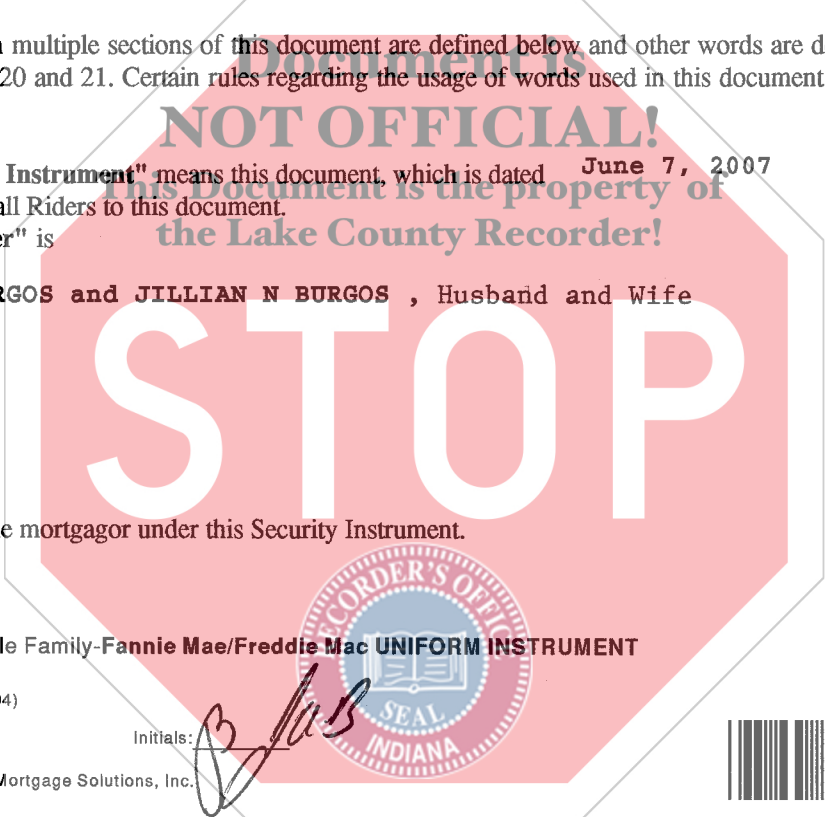 multiple sections of this document are defined below and other words are d
Document is
20 and 21. Certain rules regarding the usage of words used in this document
NOT OFFICIAL!
Instrument" means this document, which is dated June 7, 2007
This Document is the property of
all Riders to this document.
er" is
the Lake County Recorder!
RGOS and JILLIAN N BURGOS , Husband and Wife
STOP
e mortgagor under this Security Instrument.
RECORDER'S OFFICE
le Family-Fannie Mae/Freddie Mac UNIFORM INSTRUMENT
04)
SEAL
Initials:
INDIANA
Mortgage Solutions, Inc.